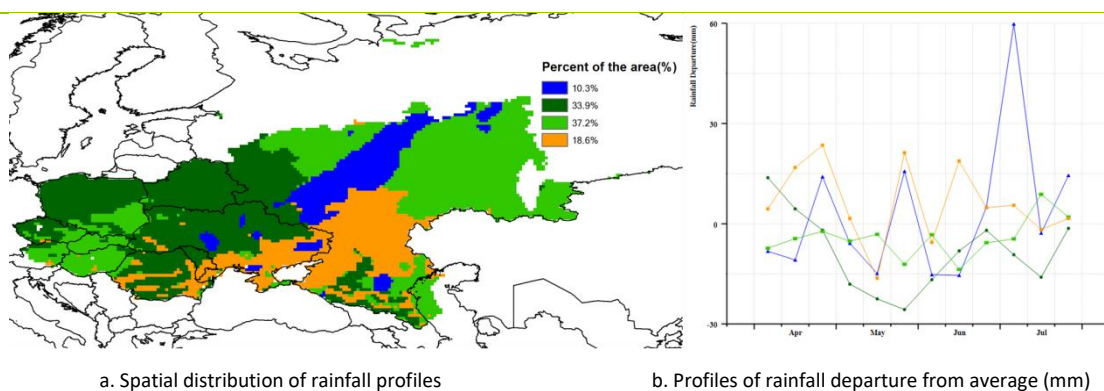 Percent of the area(%)
10.3%
33.9%
37.2%
18.6%
Rainfall Departure(mm)
60
30
0
-30
Apr
May
Jun
Jul
a. Spatial distribution of rainfall profiles
b. Profiles of rainfall departure from average (mm)